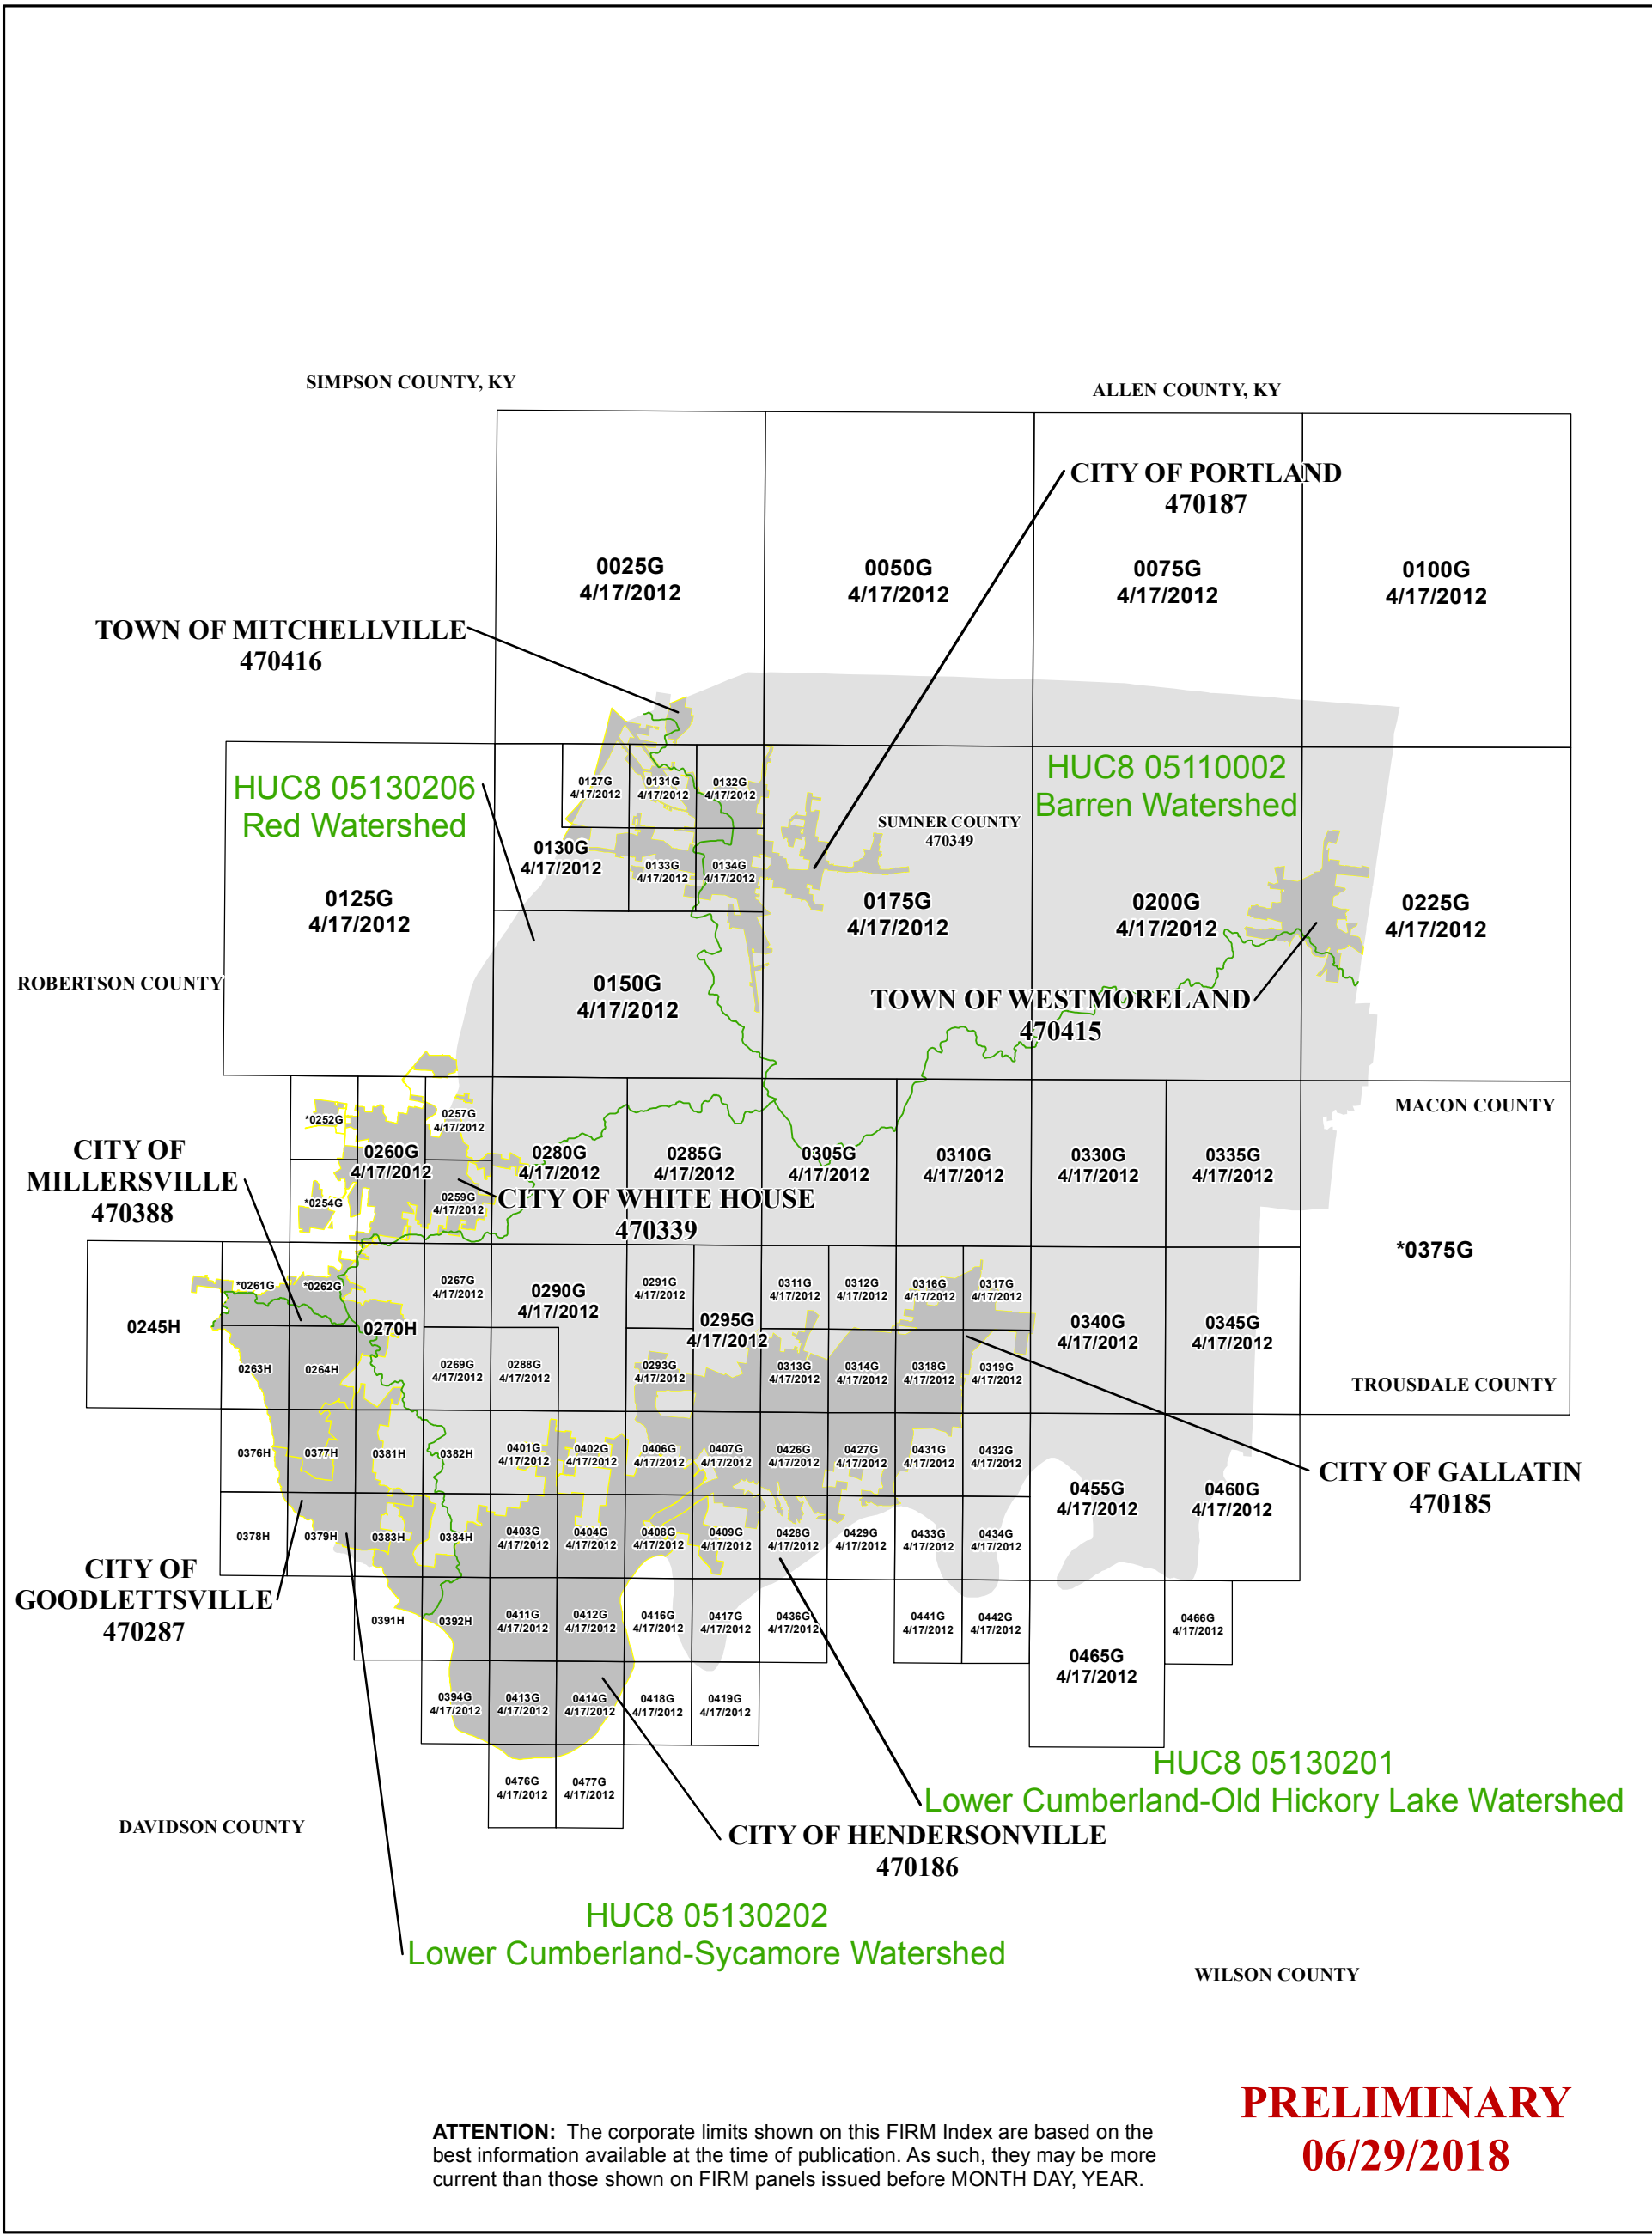 SIMPSON COUNTY, KY
ALLEN COUNTY, KY
CITY OF PORTLAND
470187
0025G
4/17/2012
0050G
4/17/2012
0075G
4/17/2012
0100G
4/17/2012
TOWN OF MITCHELLVILLE
470416
HUC8 05130206
Red Watershed
0127G
4/17/2012
0131G
4/17/2012
0132G
4/17/2012
HUC8 05110002
Barren Watershed
SUMNER COUNTY
470349
0130G
4/17/2012
0133G
4/17/2012
0134G
4/17/2012
0125G
4/17/2012
0175G
4/17/2012
0200G
4/17/2012
0225G
4/17/2012
ROBERTSON COUNTY
0150G
4/17/2012
TOWN OF WESTMORELAND
470415
*0252G
0257G
4/17/2012
MACON COUNTY
CITY OF
MILLERSVILLE
470388
0260G
4/17/2012
0280G
4/17/2012
0285G
4/17/2012
0305G
4/17/2012
0310G
4/17/2012
0330G
4/17/2012
0335G
4/17/2012
*0254G
0259G
4/17/2012
CITY OF WHITE HOUSE
470339
*0375G
0245H
*0261G
*0262G
0270H
0267G
4/17/2012
0290G
4/17/2012
0291G
4/17/2012
0295G
4/17/2012
0311G
4/17/2012
0312G
4/17/2012
0316G
4/17/2012
0317G
4/17/2012
0340G
4/17/2012
0345G
4/17/2012
0263H
0264H
0269G
4/17/2012
0288G
4/17/2012
0293G
4/17/2012
0313G
4/17/2012
0314G
4/17/2012
0318G
4/17/2012
0319G
4/17/2012
TROUSDALE COUNTY
0376H
0377H
0381H
0382H
0401G
4/17/2012
0402G
4/17/2012
0406G
4/17/2012
0407G
4/17/2012
0426G
4/17/2012
0427G
4/17/2012
0431G
4/17/2012
0432G
4/17/2012
0455G
4/17/2012
0460G
4/17/2012
CITY OF GALLATIN
470185
0378H
0379H
0383H
0384H
0403G
4/17/2012
0404G
4/17/2012
0408G
4/17/2012
0409G
4/17/2012
0428G
4/17/2012
0429G
4/17/2012
0433G
4/17/2012
0434G
4/17/2012
CITY OF
GOODLETTSVILLE
470287
0391H
0392H
0411G
4/17/2012
0412G
4/17/2012
0416G
4/17/2012
0417G
4/17/2012
0436G
4/17/2012
0441G
4/17/2012
0442G
4/17/2012
0465G
4/17/2012
0466G
4/17/2012
0394G
4/17/2012
0413G
4/17/2012
0414G
4/17/2012
0418G
4/17/2012
0419G
4/17/2012
0476G
4/17/2012
0477G
4/17/2012
HUC8 05130201
Lower Cumberland-Old Hickory Lake Watershed
DAVIDSON COUNTY
CITY OF HENDERSONVILLE
470186
HUC8 05130202
Lower Cumberland-Sycamore Watershed
WILSON COUNTY
PRELIMINARY
06/29/2018
ATTENTION: The corporate limits shown on this FIRM Index are based on the
best information available at the time of publication. As such, they may be more
current than those shown on FIRM panels issued before MONTH DAY, YEAR.